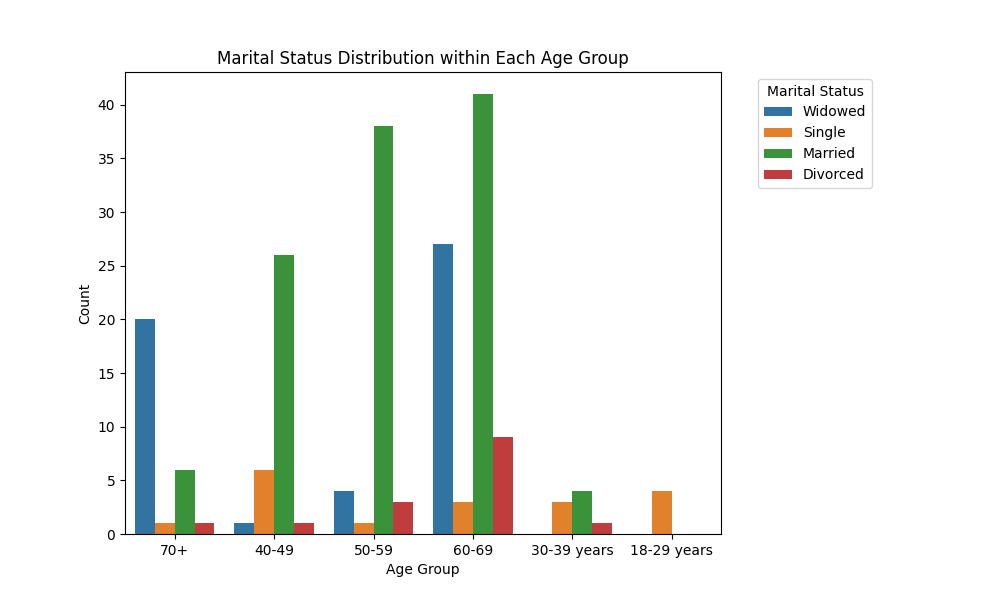 Marital Status Distribution within Each Age Group
Marital Status
Widowed
Single
Married
Divorced
40
35
30
25
20
15
10
5
0
Count
70+
40-49
50-59
60-69
30-39 years
18-29 years
Age Group